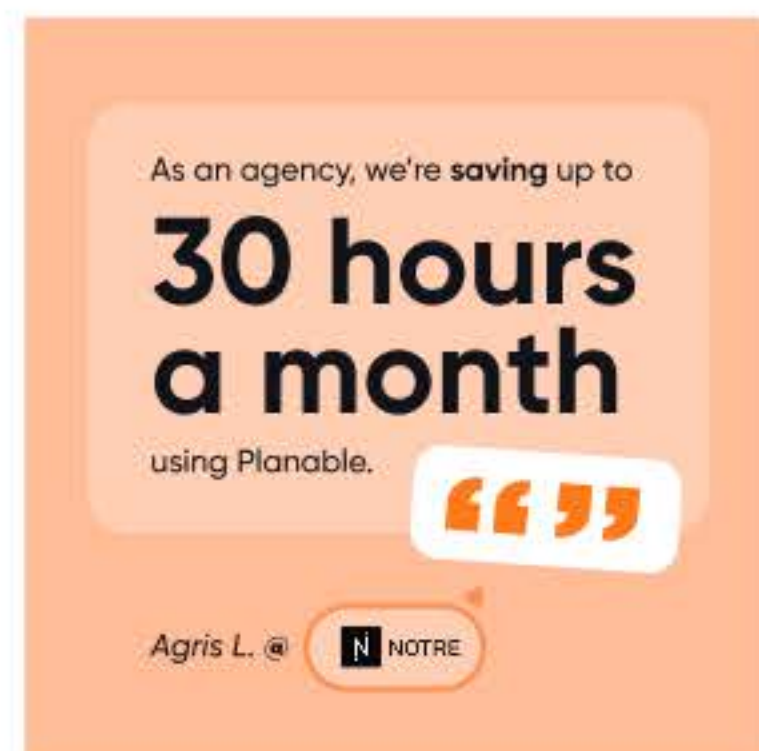 As an agency, we're saving up to
30 hours
a month
using Planable.
“ ”
Agris L. @ N NOTRE